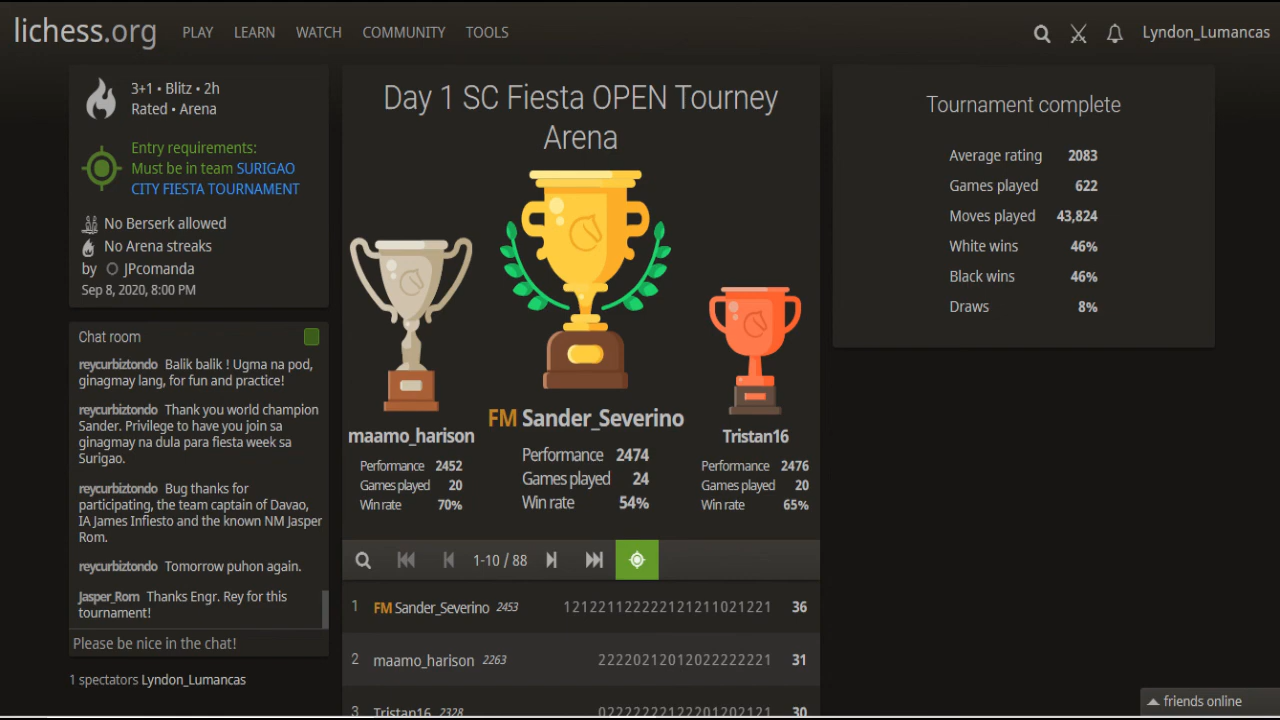 lichess.org PLAY LEARN WATCH COMMUNITY TOOLS Lyndon_Lumancas
3+1 • Blitz • 2h
Rated • Arena
Entry requirements:
Must be in team SURIGAO
CITY FIESTA TOURNAMENT
No Berserk allowed
No Arena streaks
by JPcomanda
Sep 8, 2020, 8:00 PM
Chat room
reycurbiztondo Balik balik ! Ugma na pod,
ginagmay lang, for fun and practice!
reycurbiztondo Thank you world champion
Sander. Privilege to have you join sa
ginagmay na dula para fiesta week sa
Surigao.
reycurbiztondo Bug thanks for
participating, the team captain of Davao,
IA James Infiesto and the known NM Jasper
Rom.
reycurbiztondo Tomorrow puhon again.
Jasper_Rom Thanks Engr. Rey for this
tournament!
Please be nice in the chat!
1 spectators Lyndon_Lumancas
Day 1 SC Fiesta OPEN Tourney
Arena
maamo_harison
Performance 2452
Games played 20
Win rate 70%
FM Sander_Severino
Performance 2474
Games played 24
Win rate 54%
Tristan16
Performance 2476
Games played 20
Win rate 65%
1-10 / 88
1 FM Sander_Severino 2453 121221122222121211021221 36
2 maamo_harison 2263 22220212012022222221 31
3 Tristan16 2328 02222222122201202121 30
Tournament complete
Average rating 2083
Games played 622
Moves played 43,824
White wins 46%
Black wins 46%
Draws 8%
friends online